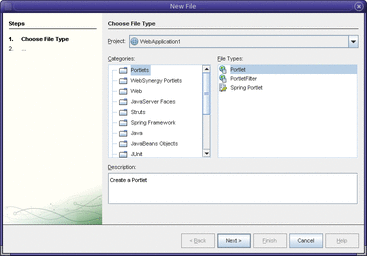 New File
Steps
Choose File Type
1. Choose File Type
2. ...
Project: WebApplication1
Categories:
File Types:
Portlets
WebSynergy Portlets
Web
JavaServer Faces
Struts
Spring Framework
Java
JavaBeans Objects
JUnit
Portlet
PortletFilter
Spring Portlet
Description:
Create a Portlet
< Back
Next >
Finish
Cancel
Help